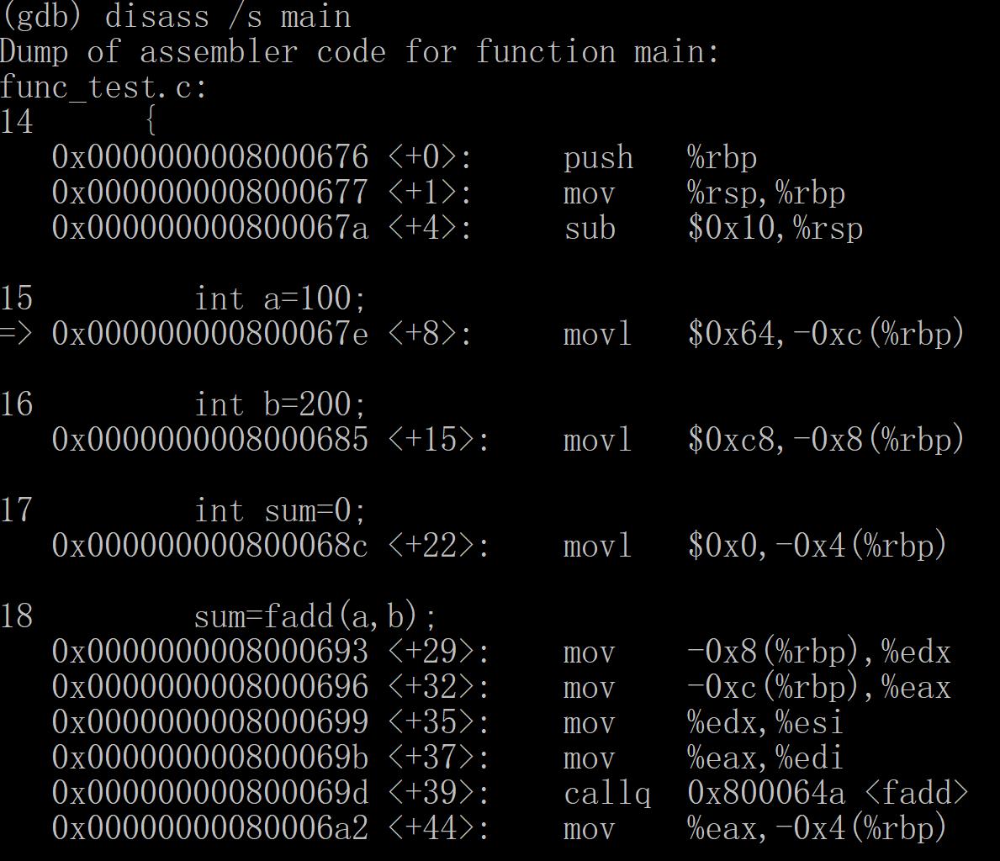 (gdb) disass /s main
Dump of assembler code for function main:
func_test.c:
14      {
   0x0000000008000676 <+0>:     push   %rbp
   0x0000000008000677 <+1>:     mov    %rsp,%rbp
   0x000000000800067a <+4>:     sub    $0x10,%rsp
15         int a=100;
=> 0x000000000800067e <+8>:     movl   $0x64,-0xc(%rbp)
16         int b=200;
   0x0000000008000685 <+15>:    movl   $0xc8,-0x8(%rbp)
17         int sum=0;
   0x000000000800068c <+22>:    movl   $0x0,-0x4(%rbp)
18         sum=fadd(a,b);
   0x0000000008000693 <+29>:    mov    -0x8(%rbp),%edx
   0x0000000008000696 <+32>:    mov    -0xc(%rbp),%eax
   0x0000000008000699 <+35>:    mov    %edx,%esi
   0x000000000800069b <+37>:    mov    %eax,%edi
   0x000000000800069d <+39>:    callq  0x800064a <fadd>
   0x00000000080006a2 <+44>:    mov    %eax,-0x4(%rbp)